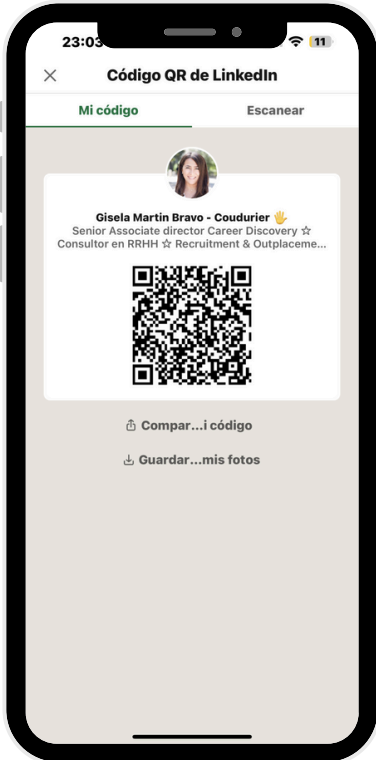 23:03
11
Código QR de LinkedIn
Mi código
Escanear
Gisela Martin Bravo - Coudurier 🖐
Senior Associate director Career Discovery ☆
Consultor en RRHH ☆ Recruitment & Outplaceme...
Compar...i código
Guardar...mis fotos